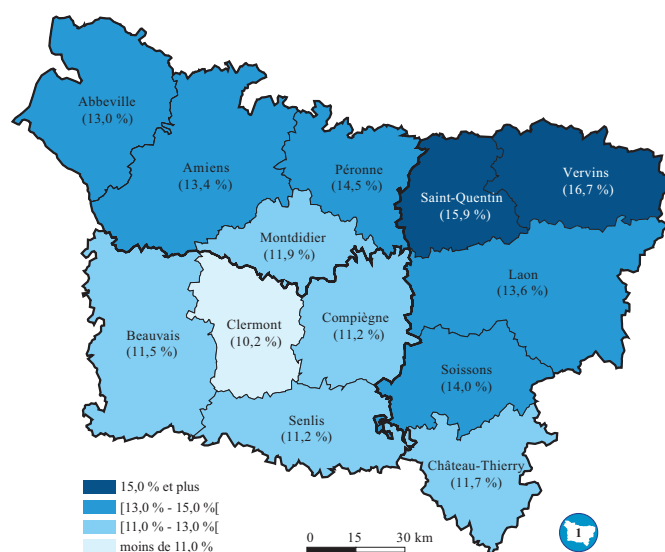 Abbeville
(13,0 %)
Amiens
(13,4 %)
Péronne
(14,5 %)
Saint-Quentin
(15,9 %)
Vervins
(16,7 %)
Montdidier
(11,9 %)
Laon
(13,6 %)
Beauvais
(11,5 %)
Clermont
(10,2 %)
Compiègne
(11,2 %)
Soissons
(14,0 %)
Senlis
(11,2 %)
Château-Thierry
(11,7 %)
15,0 % et plus
[13,0 % - 15,0 %[
[11,0 % - 13,0 %[
moins de 11,0 %
0 15 30 km
1